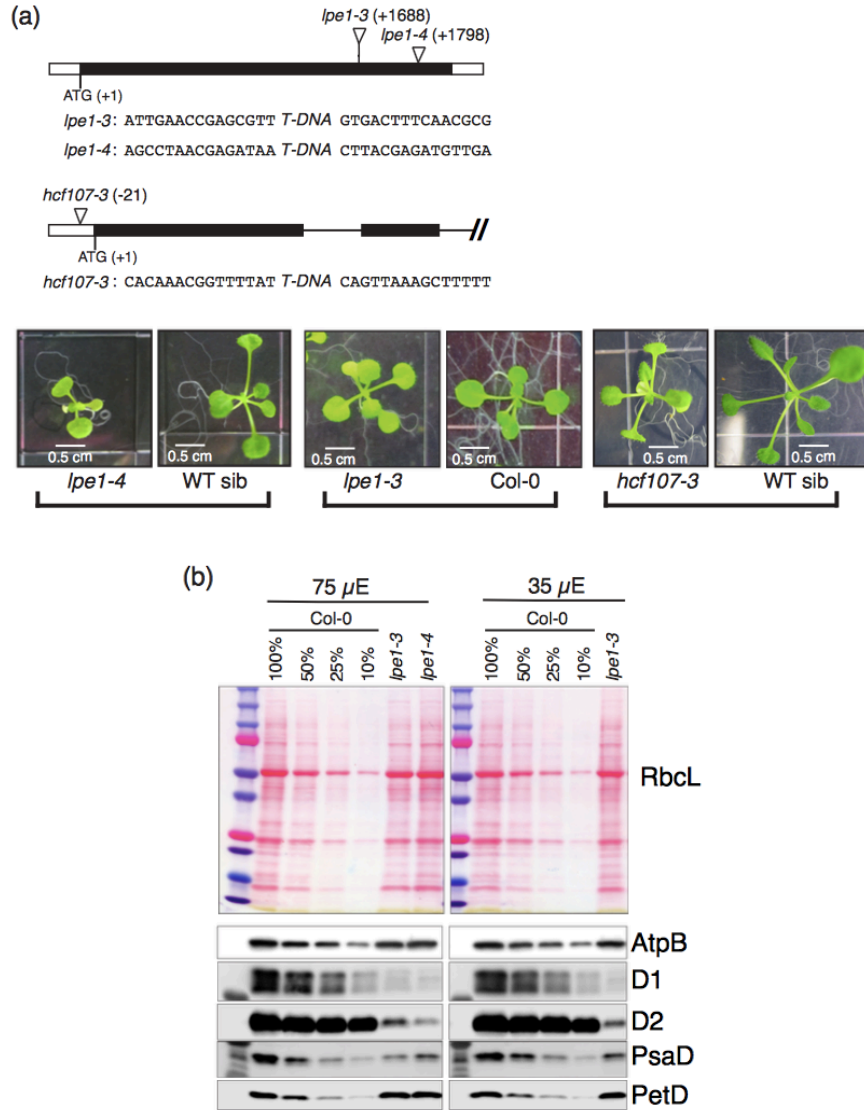 (a)
lpe1-3 (+1688)
lpe1-4 (+1798)
ATG (+1)
lpe1-3: ATTGAACCGAGCGTT T-DNA GTGACTTTCAACGCG
lpe1-4: AGCCTAACGAGATAA T-DNA CTTACGAGATGTTGA
hcf107-3 (-21)
ATG (+1)
hcf107-3: CACAAACGGTTTTAT T-DNA CAGTTAAAGCTTTTT
0.5 cm 0.5 cm 0.5 cm 0.5 cm 0.5 cm 0.5 cm
lpe1-4 WT sib lpe1-3 Col-0 hcf107-3 WT sib
(b)
75 µE 35 µE
Col-0 Col-0
100% 50% 25% 10% lpe1-3 lpe1-4 100% 50% 25% 10% lpe1-3
RbcL
AtpB
D1
D2
PsaD
PetD